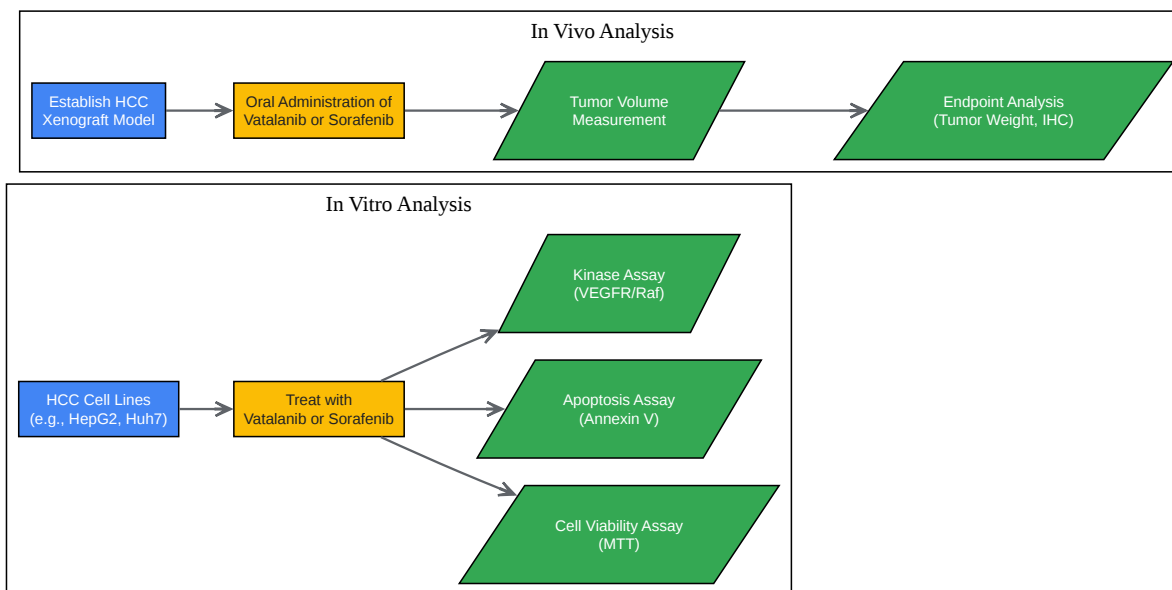 In Vivo Analysis
Establish HCC
Xenograft Model
Oral Administration of
Vatalanib or Sorafenib
Tumor Volume
Measurement
Endpoint Analysis
(Tumor Weight, IHC)
In Vitro Analysis
HCC Cell Lines
(e.g., HepG2, Huh7)
Treat with
Vatalanib or Sorafenib
Kinase Assay
(VEGFR/Raf)
Apoptosis Assay
(Annexin V)
Cell Viability Assay
(MTT)